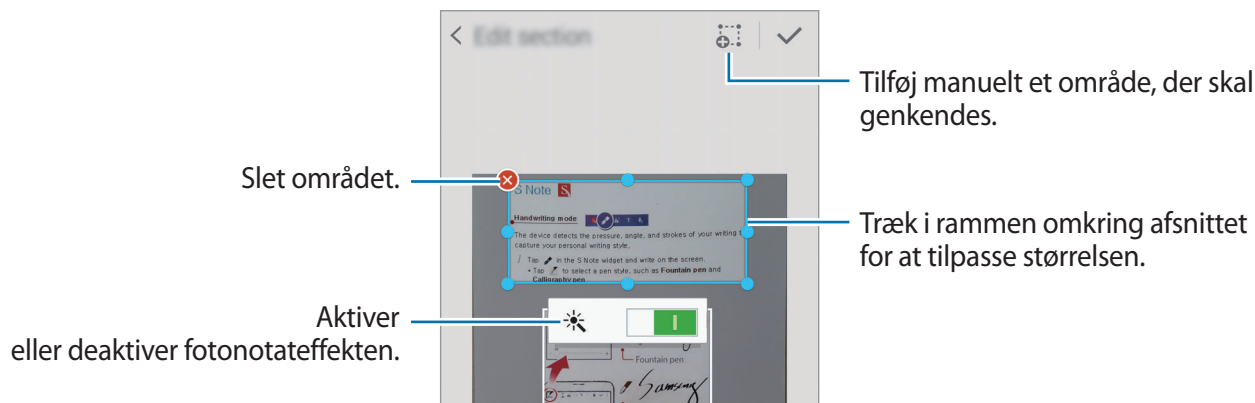 Edit section
Tilføj manuelt et område, der skal
genkendes.
Slet området.
S Note
Handwriting mode
The device detects the pressure, angle, and strokes of your writing
capture your personal writing style.
Træk i rammen omkring afsnittet
for at tilpasse størrelsen.
Tap in the S Note widget and write on the screen.
• Tap to select a pen style, such as Fountain pen and
Calligraphy pen
Aktiver
eller deaktiver fotonotateffekten.
Fountain pen
Samsung